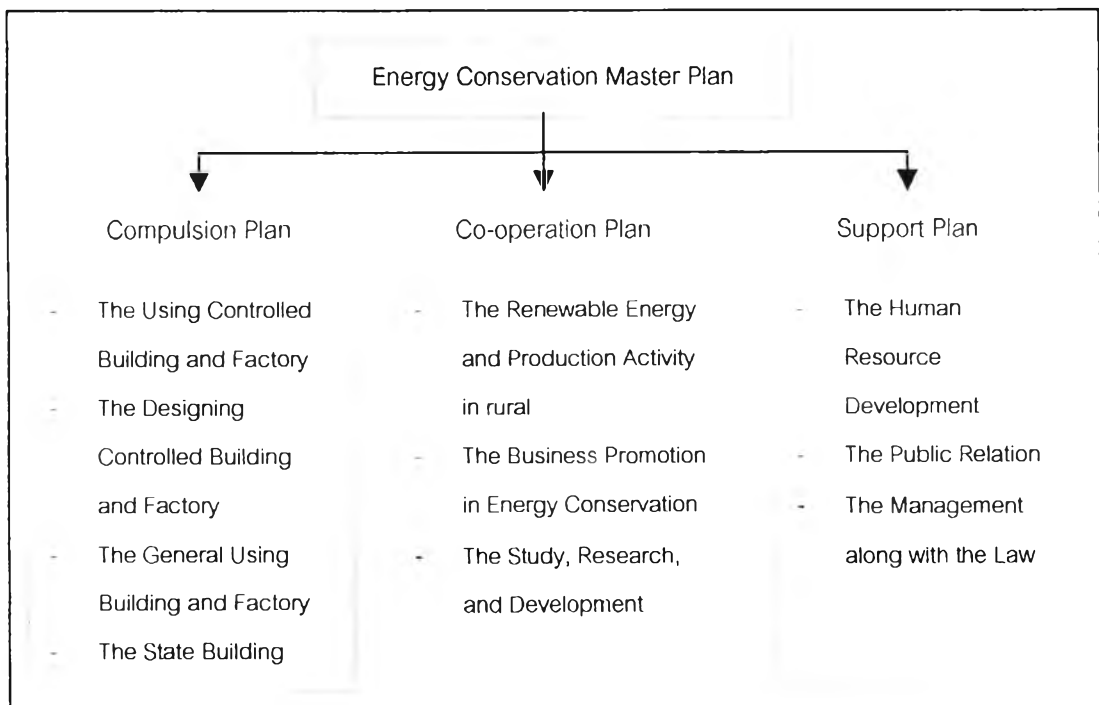 Energy Conservation Master Plan
Compulsion Plan
- The Using Controlled
Building and Factory
- The Designing
Controlled Building
and Factory
- The General Using
Building and Factory
- The State Building
Co-operation Plan
- The Renewable Energy
and Production Activity
in rural
- The Business Promotion
in Energy Conservation
- The Study, Research,
and Development
Support Plan
- The Human
Resource
Development
- The Public Relation
- The Management
along with the Law